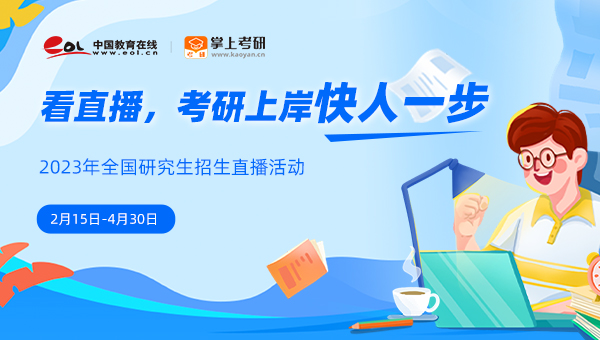 eol 中国教育在线 www.eol.cn
掌上考研 www.kaoyan.cn
看直播，考研上岸快人一步
2023年全国研究生招生直播活动
2月15日-4月30日